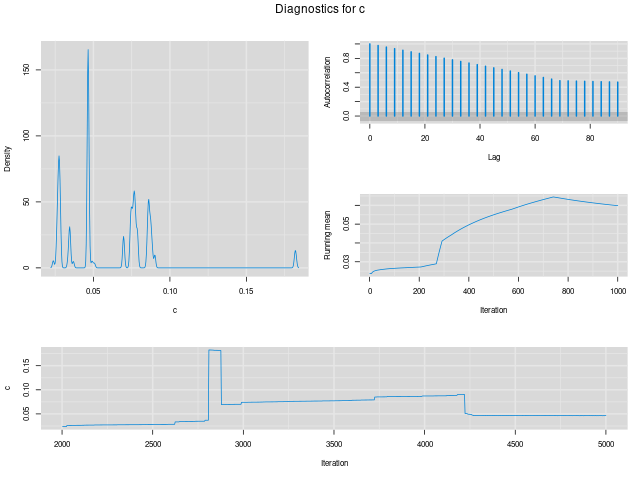 Diagnostics for c
Density
0 50 100 150
0.05 0.10 0.15
c
Autocorrelation
0.0 0.4 0.8
0 20 40 60 80
Lag
Running mean
0.03 0.05
0 200 400 600 800 1000
Iteration
c
0.05 0.10 0.15
2000 2500 3000 3500 4000 4500 5000
Iteration